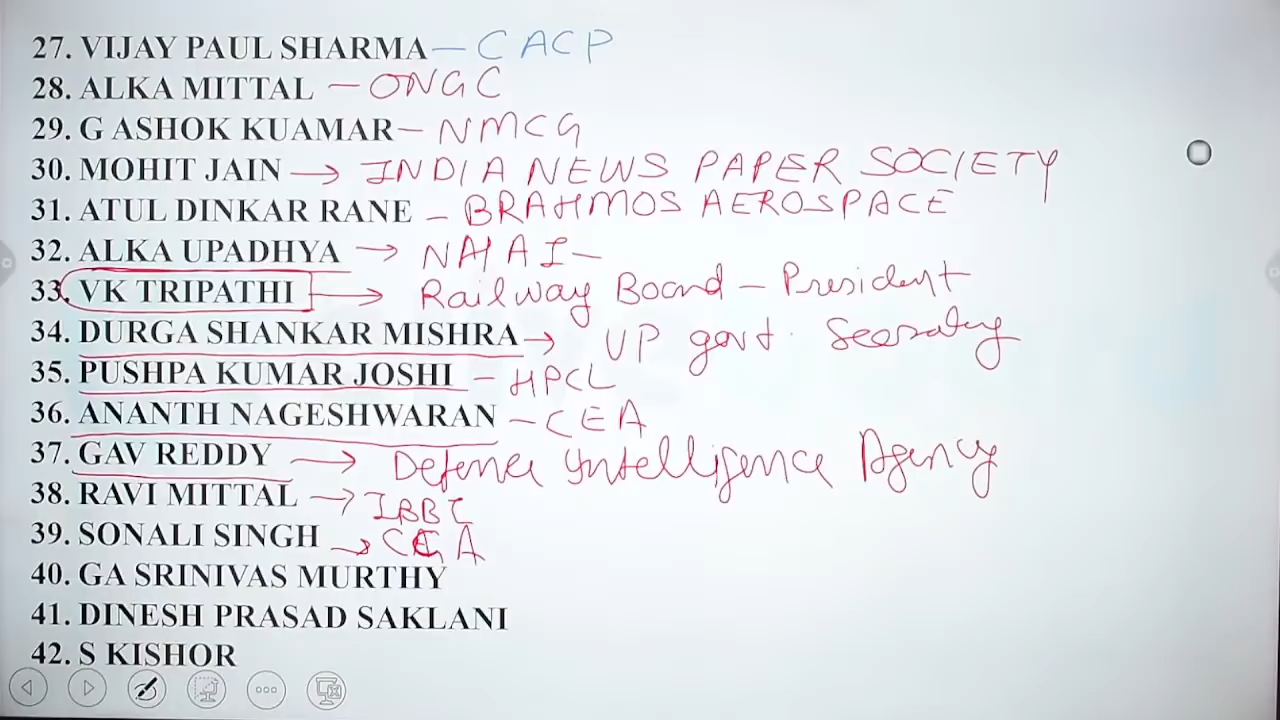 27. VIJAY PAUL SHARMA – CACP
28. ALKA MITTAL – ONGC
29. G ASHOK KUAMAR – NMCG
30. MOHIT JAIN → INDIA NEWS PAPER SOCIETY
31. ATUL DINKAR RANE – BRAHMOS AEROSPACE
32. ALKA UPADHYA → NHAI –
33. VK TRIPATHI → Railway Board – President
34. DURGA SHANKAR MISHRA → UP govt.
35. PUSHPA KUMAR JOSHI – HPCL
36. ANANTH NAGESHWARAN – CEA
37. GAV REDDY → Defence Intelligence Agency
38. RAVI MITTAL → IBBI
39. SONALI SINGH → CGA
40. GA SRINIVAS MURTHY
41. DINESH PRASAD SAKLANI
42. S KISHOR